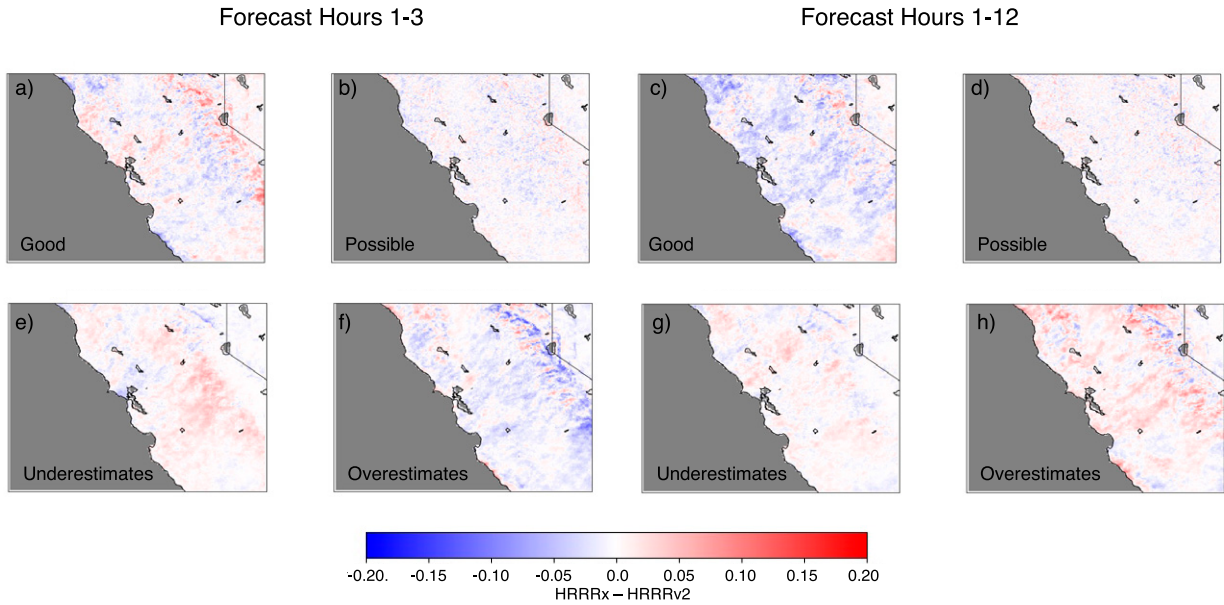 Forecast Hours 1-3
Forecast Hours 1-12
a)
b)
c)
d)
Good
Possible
Good
Possible
e)
f)
g)
h)
Underestimates
Overestimates
Underestimates
Overestimates
-0.20. -0.15 -0.10 -0.05 0.0 0.05 0.10 0.15 0.20
HRRRx – HRRRv2